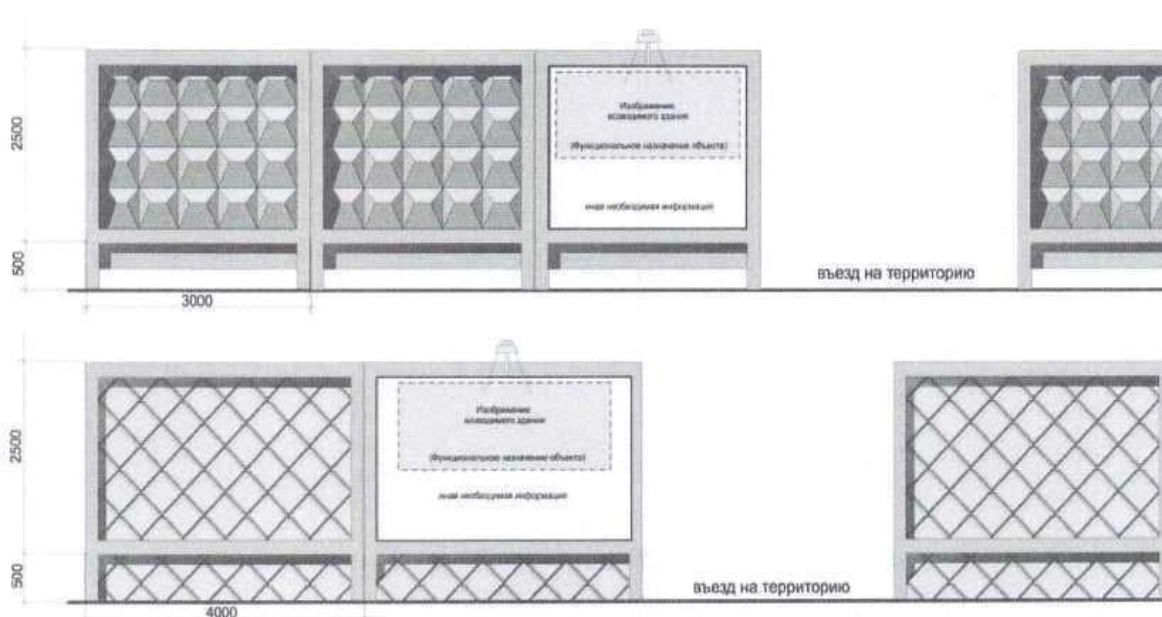 2500
500
3000
Изображение
возводимого здания
(Функциональное назначение объекта)
иная необходимая информация
въезд на территорию
2500
500
4000
Изображение
возводимого здания
(Функциональное назначение объекта)
иная необходимая информация
въезд на территорию